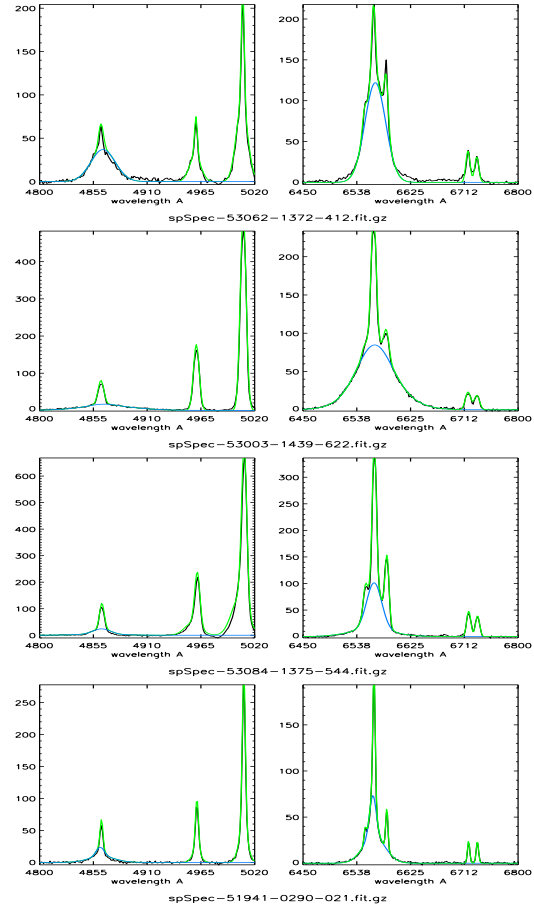 200
150
100
50
0
4800 4855 4910 4965 5020
wavelength A
200
150
100
50
0
6450 6538 6625 6712 6800
wavelength A
spSpec-53062-1372-412.fit.gz
400
300
200
100
0
4800 4855 4910 4965 5020
wavelength A
200
150
100
50
0
6450 6538 6625 6712 6800
wavelength A
spSpec-53003-1439-622.fit.gz
600
500
400
300
200
100
0
4800 4855 4910 4965 5020
wavelength A
300
200
100
0
6450 6538 6625 6712 6800
wavelength A
spSpec-53084-1375-544.fit.gz
250
200
150
100
50
0
4800 4855 4910 4965 5020
wavelength A
150
100
50
0
6450 6538 6625 6712 6800
wavelength A
spSpec-51941-0290-021.fit.gz